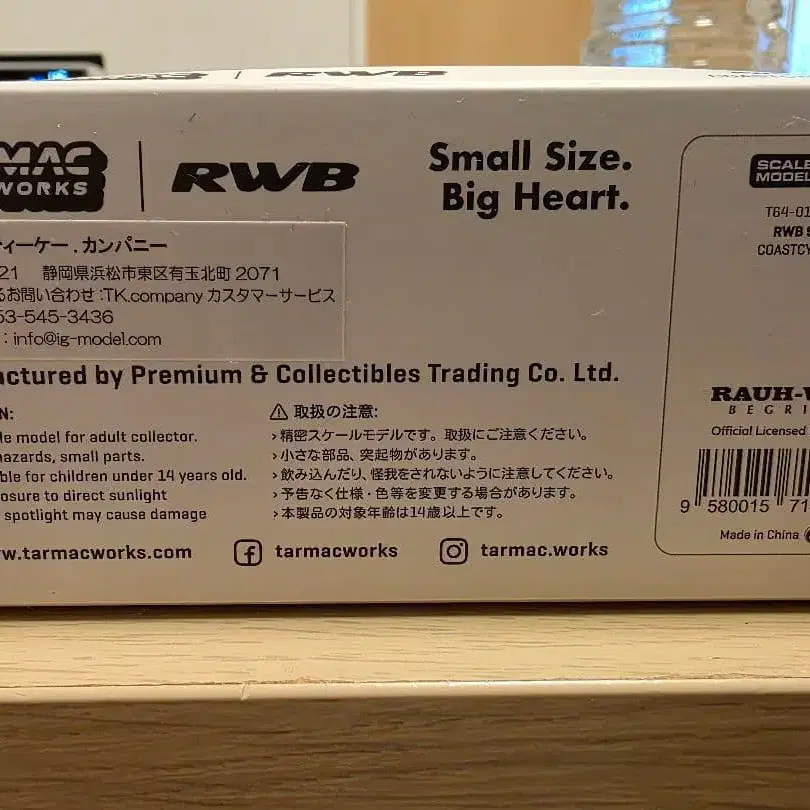 RWB
MAC
WORKS
RWB
Small Size.
Big Heart.
SCALE
MODEL
T64-01
RWB
COASTCY
ィーケー.カンパニー
21 静岡県浜松市東区有玉北町2071
お問い合わせ:TK.company カスタマーサービス
53-545-3436
: info@ig-model.com
actured by Premium & Collectibles Trading Co. Ltd.
N:
le model for adult collector.
hazards, small parts.
ble for children under 14 years old.
osure to direct sunlight
spotlight may cause damage
取扱の注意:
›精密スケールモデルです。取扱にご注意ください。
›小さな部品、突起物があります。
›飲み込んだり、怪我をされないように注意してください。
›予告なく仕様・色等を変更する場合があります。
›本製品の対象年齢は14歳以上です。
w.tarmacworks.com
tarmacworks
tarmac.works
RAUH-
BEGRI
Official Licensed
9 580015 71
Made in China